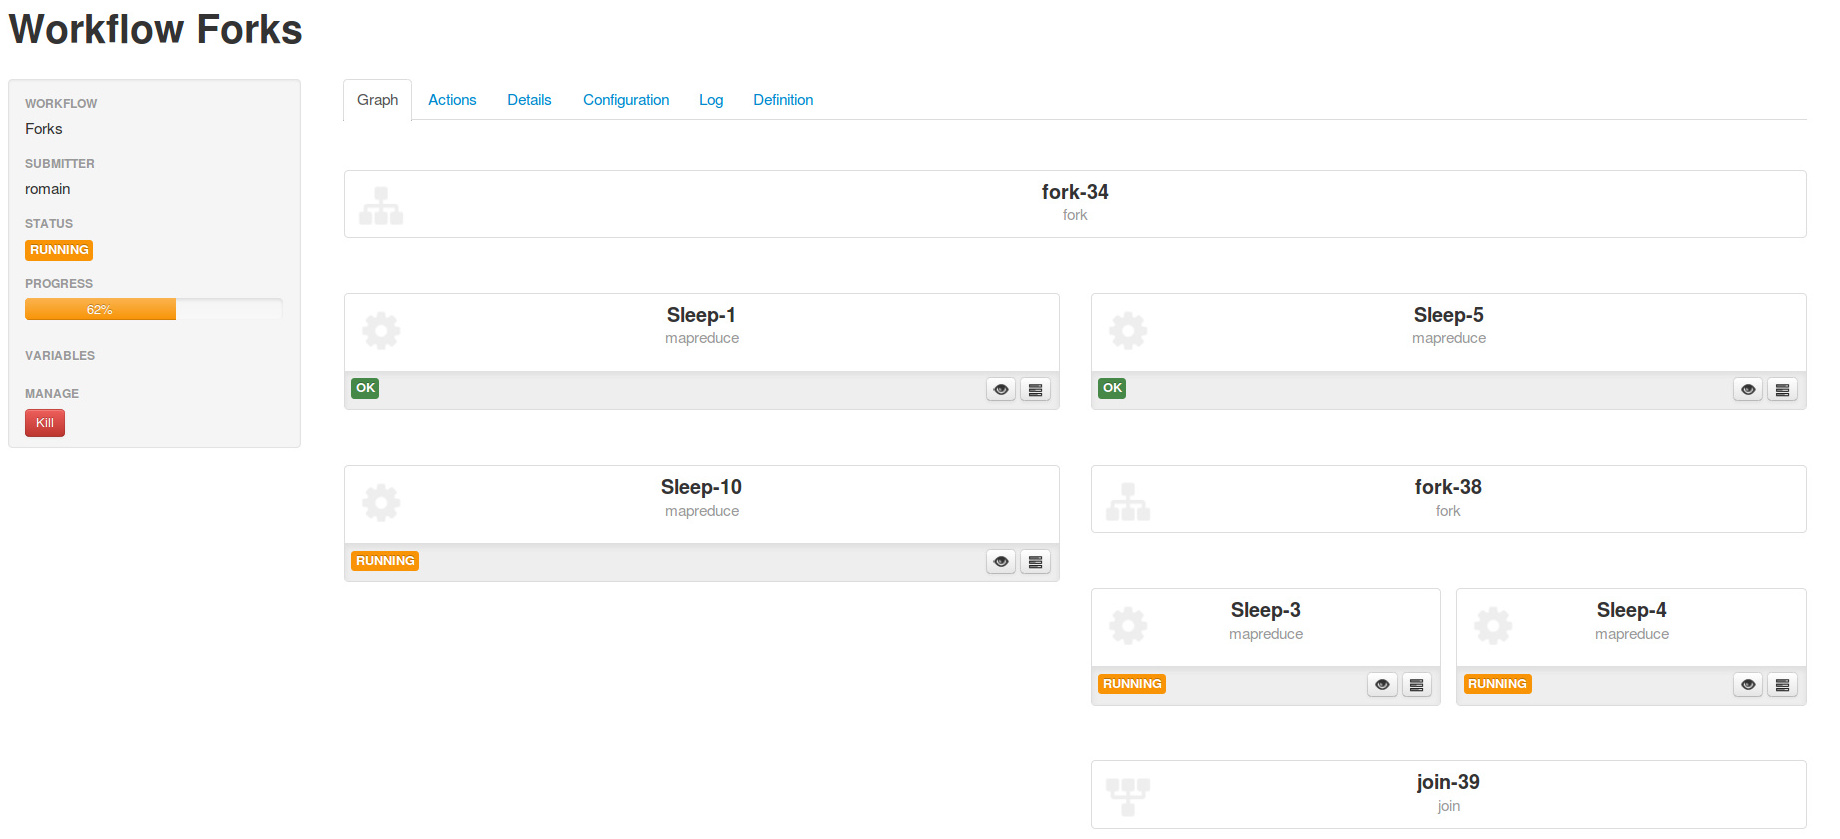 Workflow Forks
WORKFLOW
Forks
SUBMITTER
romain
STATUS
RUNNING
PROGRESS
62%
VARIABLES
MANAGE
Kill
Graph Actions Details Configuration Log Definition
fork-34
fork
Sleep-1
mapreduce
OK
Sleep-5
mapreduce
OK
Sleep-10
mapreduce
RUNNING
fork-38
fork
Sleep-3
mapreduce
RUNNING
Sleep-4
mapreduce
RUNNING
join-39
join